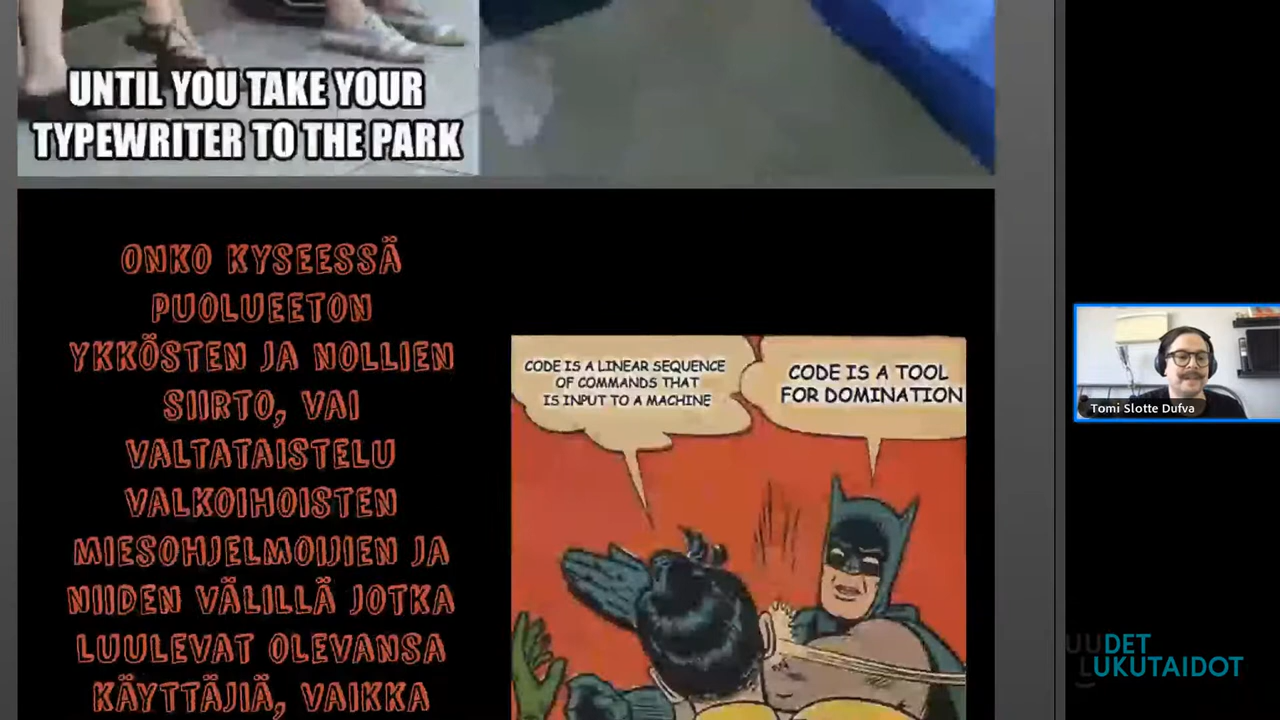 UNTIL YOU TAKE YOUR
TYPEWRITER TO THE PARK
ONKO KYSEESSÄ
PUOLUEETON
YKKÖSTEN JA NOLLIEN
SIIRTO, VAI
VALTATAISTELU
VALKOIHOISTEN
MIESOHJELMOIJIEN JA
NIIDEN VÄLILLÄ JOTKA
LUULEVAT OLEVANSA
KÄYTTÄJIÄ, VAIKKA
CODE IS A LINEAR SEQUENCE
OF COMMANDS THAT
IS INPUT TO A MACHINE
CODE IS A TOOL
FOR DOMINATION
Tomi Slotte Dufva
UUDET
LUKUTAIDOT